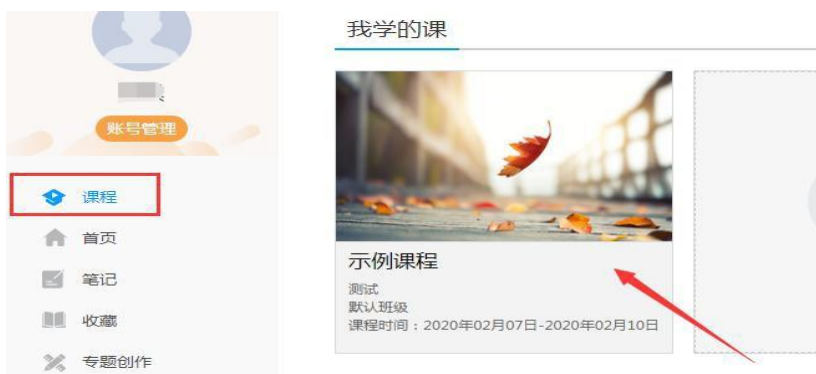 账号管理
课程
首页
笔记
收藏
专题创作
我学的课
示例课程
测试
默认班级
课程时间：2020年02月07日-2020年02月10日